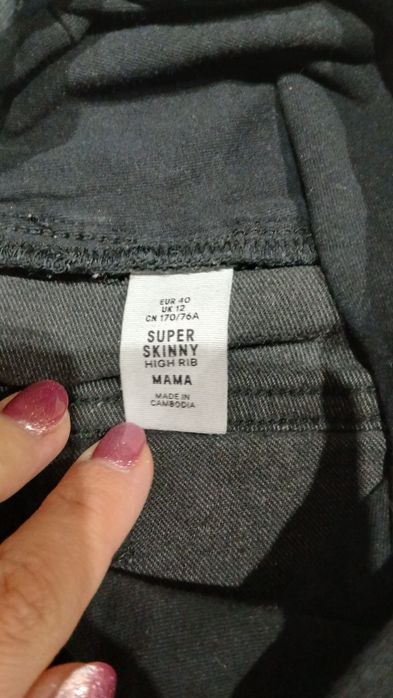 EUR 40
UK 12
CN 170/76A
SUPER
SKINNY
HIGH RIB
MAMA
MADE IN
CAMBODIA